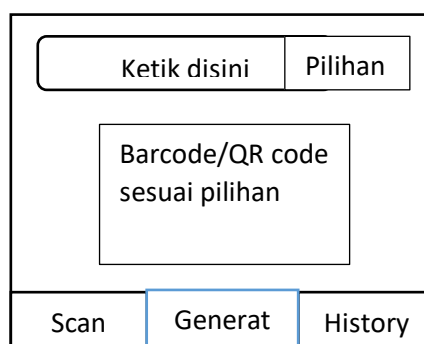 Ketik disini
Pilihan
Barcode/QR code
sesuai pilihan
Scan
Generat
History